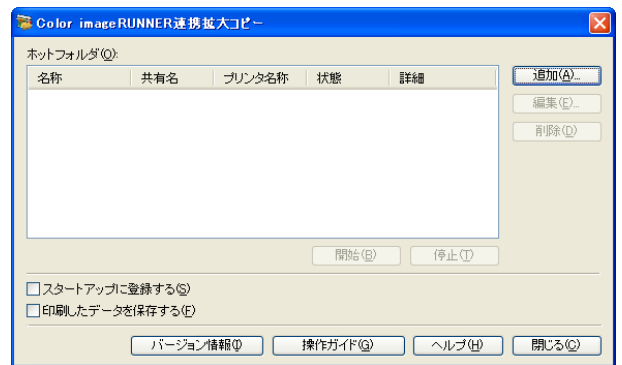 Color imageRUNNER連携拡大コピー
ホットフォルダ(O):
名称 共有名 プリンタ名称 状態 詳細
追加(A)...
編集(E)...
削除(D)
開始(B) 停止(T)
スタートアップに登録する(S)
印刷したデータを保存する(F)
バージョン情報(I) 操作ガイド(G) ヘルプ(H) 閉じる(C)